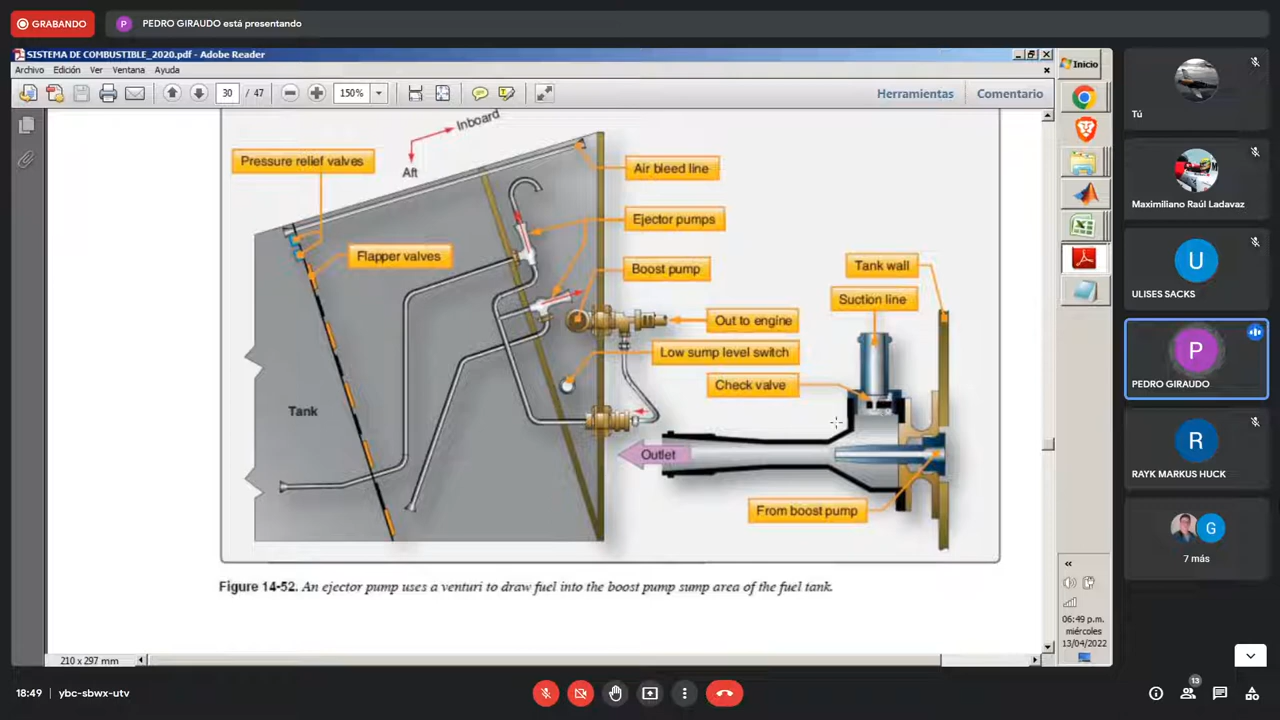 GRABANDO
P PEDRO GIRAUDO está presentando
SISTEMA DE COMBUSTIBLE_2020.pdf - Adobe Reader
Archivo Edición Ver Ventana Ayuda
30 / 47
150%
Herramientas
Comentario
Inicio
Inboard
Aft
Pressure relief valves
Air bleed line
Ejector pumps
Flapper valves
Boost pump
Tank wall
Suction line
Out to engine
Low sump level switch
Check valve
Tank
Outlet
From boost pump
Figure 14-52. An ejector pump uses a venturi to draw fuel into the boost pump sump area of the fuel tank.
210 x 297 mm
06:49 p.m.
miércoles
13/04/2022
Tú
Maximiliano Raúl Ladavaz
U
ULISES SACKS
P
PEDRO GIRAUDO
R
RAYK MARKUS HUCK
G
7 más
18:49
ybc-sbwx-utv
13